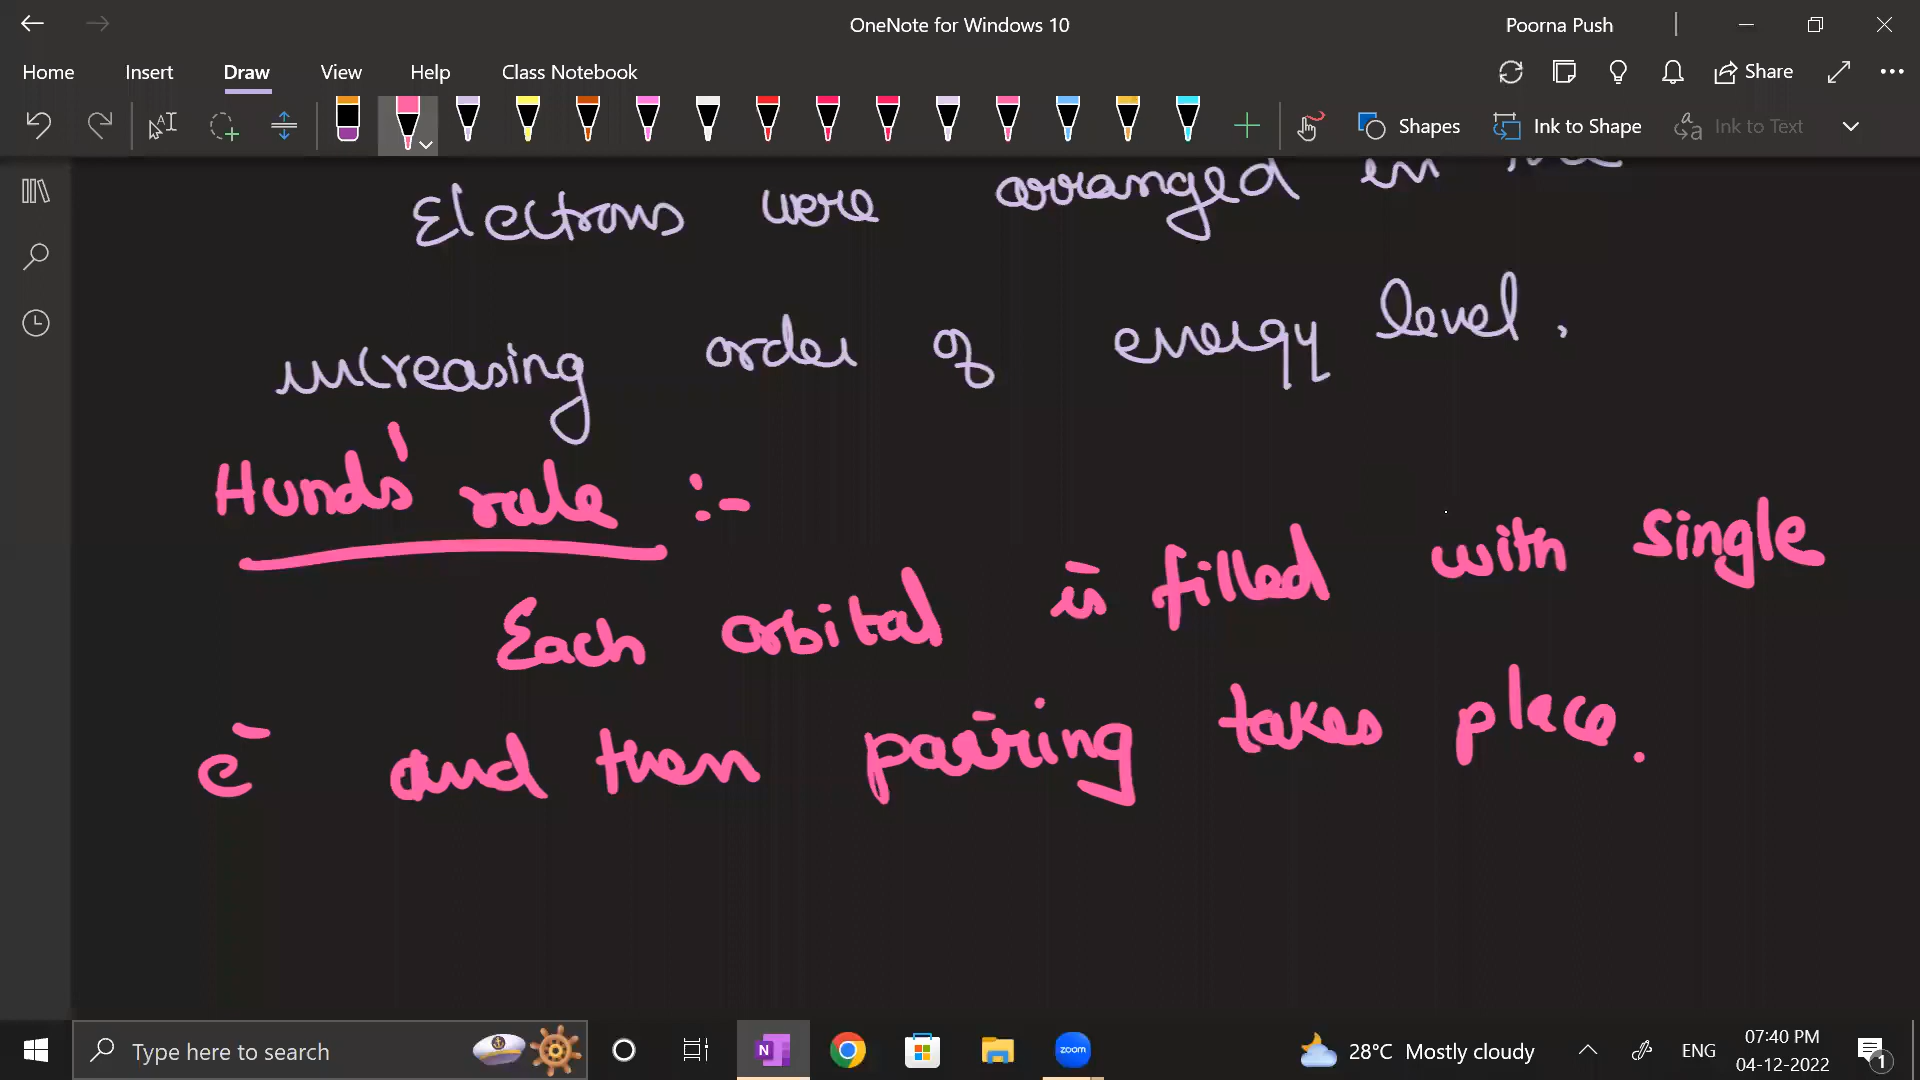 OneNote for Windows 10
Poorna Push
Home Insert Draw View Help Class Notebook
Share
Shapes Ink to Shape Ink to Text
Electrons were arranged in
increasing order of energy level.
Hunds' rule :-
Each orbital is filled with single
e⁻ and then pairing takes place.
Type here to search
N
zoom
28°C Mostly cloudy
ENG
07:40 PM
04-12-2022
1